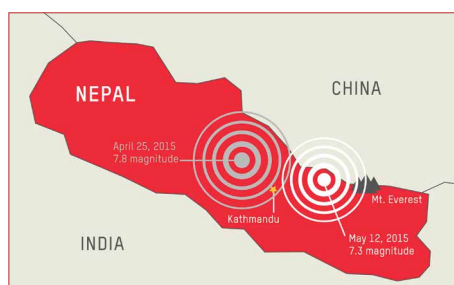 NEPAL
CHINA
April 25, 2015
7.8 magnitude
Mt. Everest
Kathmandu
May 12, 2015
7.3 magnitude
INDIA